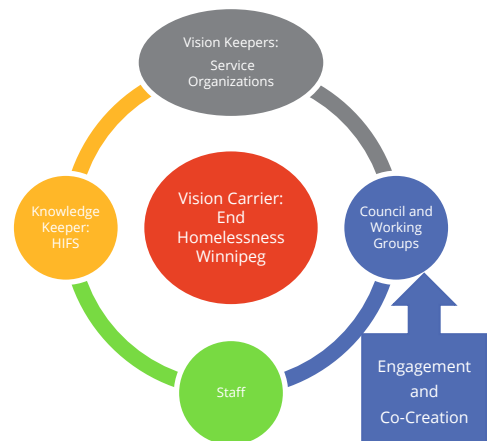 Vision Keepers:
Service
Organizations
Vision Carrier:
End
Homelessness
Winnipeg
Knowledge
Keeper:
HIFS
Council and
Working
Groups
Staff
Engagement
and
Co-Creation